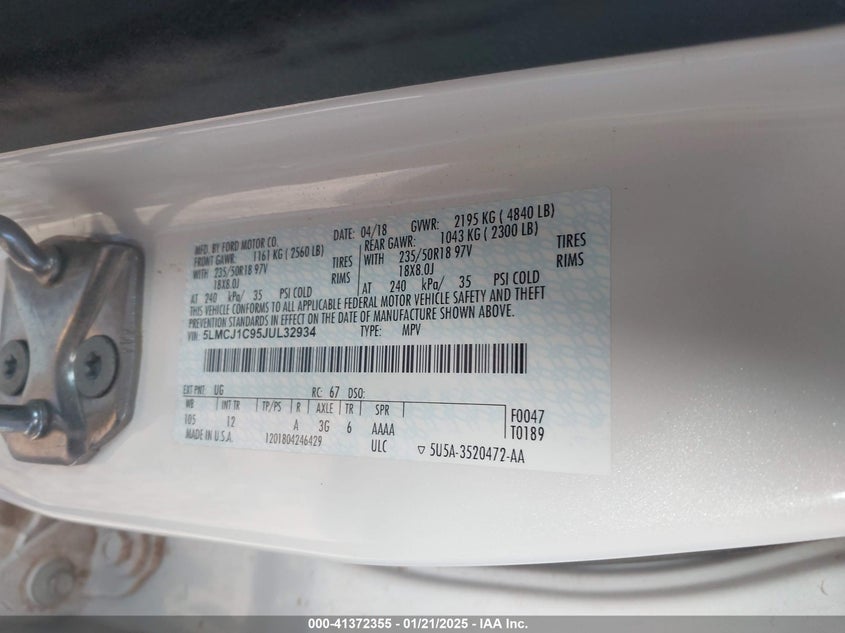 MFD. BY FORD MOTOR CO. DATE: 04/18 GVWR: 2195 KG ( 4840 LB)
FRONT GAWR: 1161 KG ( 2560 LB) REAR GAWR: 1043 KG ( 2300 LB)
WITH 235/50R18 97V TIRES WITH 235/50R18 97V TIRES
18X8.0J RIMS 18X8.0J RIMS
AT 240 kPa/ 35 PSI COLD AT 240 kPa/ 35 PSI COLD
THIS VEHICLE CONFORMS TO ALL APPLICABLE FEDERAL MOTOR VEHICLE SAFETY AND THEFT
PREVENTION STANDARDS IN EFFECT ON THE DATE OF MANUFACTURE SHOWN ABOVE.
VIN: 5LMCJ1C95JUL32934 TYPE: MPV
EXT PNT: UG RC: 67 DSO:
WB INT TR TP/PS R AXLE TR SPR F0047
105 12 A 3G 6 AAAA T0189
MADE IN U.S.A. 1201804246429 ULC ▽ 5U5A-3520472-AA
000-41372355 - 01/21/2025 - IAA Inc.